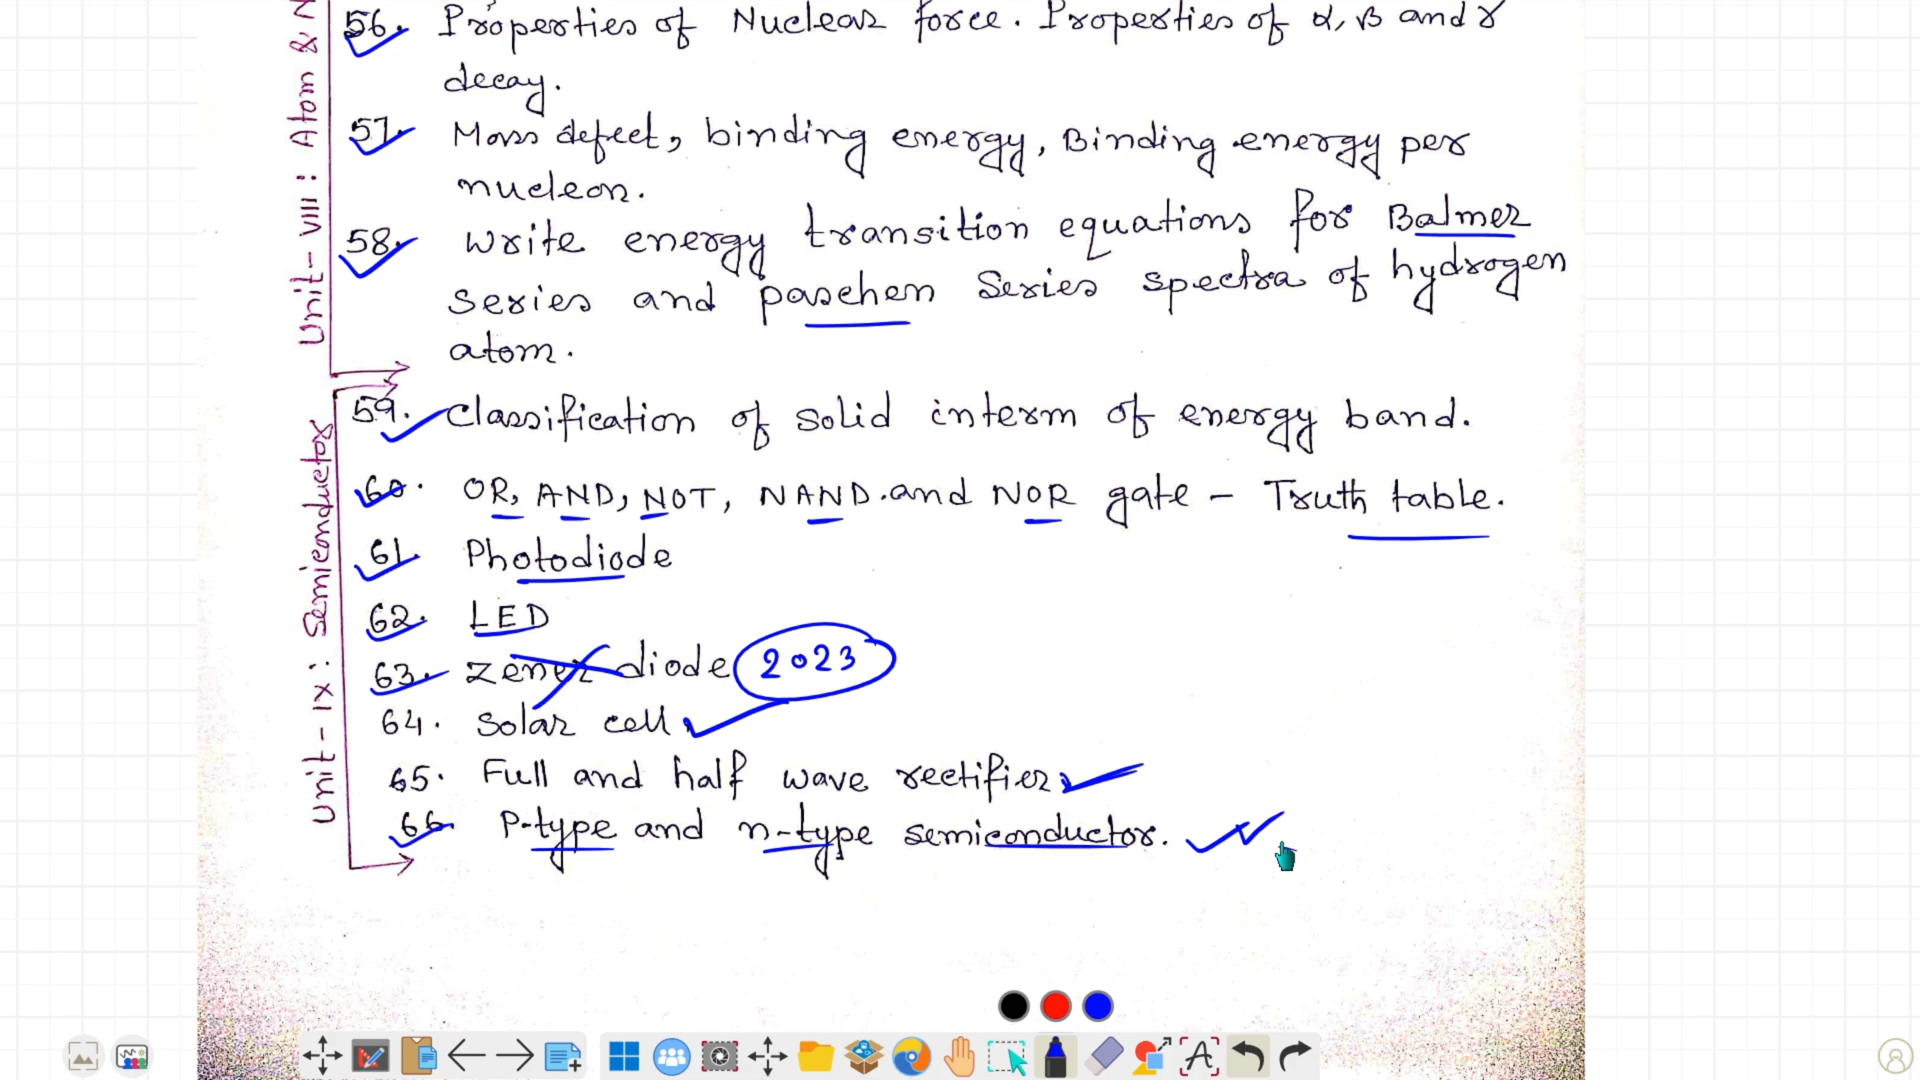 Unit-VIII : Atom & N
56. Properties of Nuclear force. Properties of α, β and γ
decay.
57. Mass defect, binding energy, Binding energy per
nucleon.
58. Write energy transition equations for Balmer
series and paschen Series spectra of hydrogen
atom.
Unit-IX : Semiconductor
59. Classification of solid interm of energy band.
60. OR, AND, NOT, NAND and NOR gate - Truth table.
61. Photodiode
62. LED
63. Zener diode 2023
64. Solar cell
65. Full and half wave rectifier
66. P-type and n-type semiconductor.